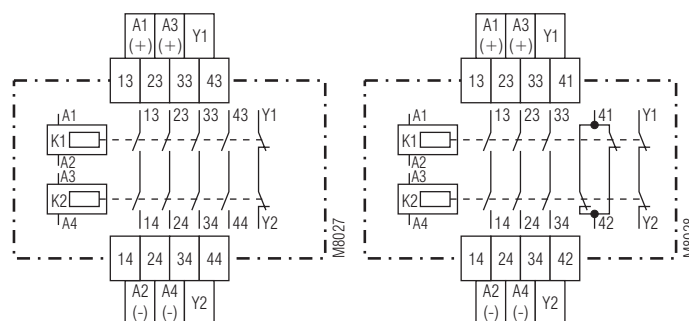 A1 (+) A3 (+) Y1
13 23 33 43
A1 13 23 33 43 Y1
K1
A2
A3
K2
A4 14 24 34 44 Y2
14 24 34 44
A2 (-) A4 (-) Y2
M8027
A1 (+) A3 (+) Y1
13 23 33 41
A1 13 23 33 41 Y1
K1
A2
A3
K2
A4 14 24 34 42 Y2
14 24 34 42
A2 (-) A4 (-) Y2
M8028